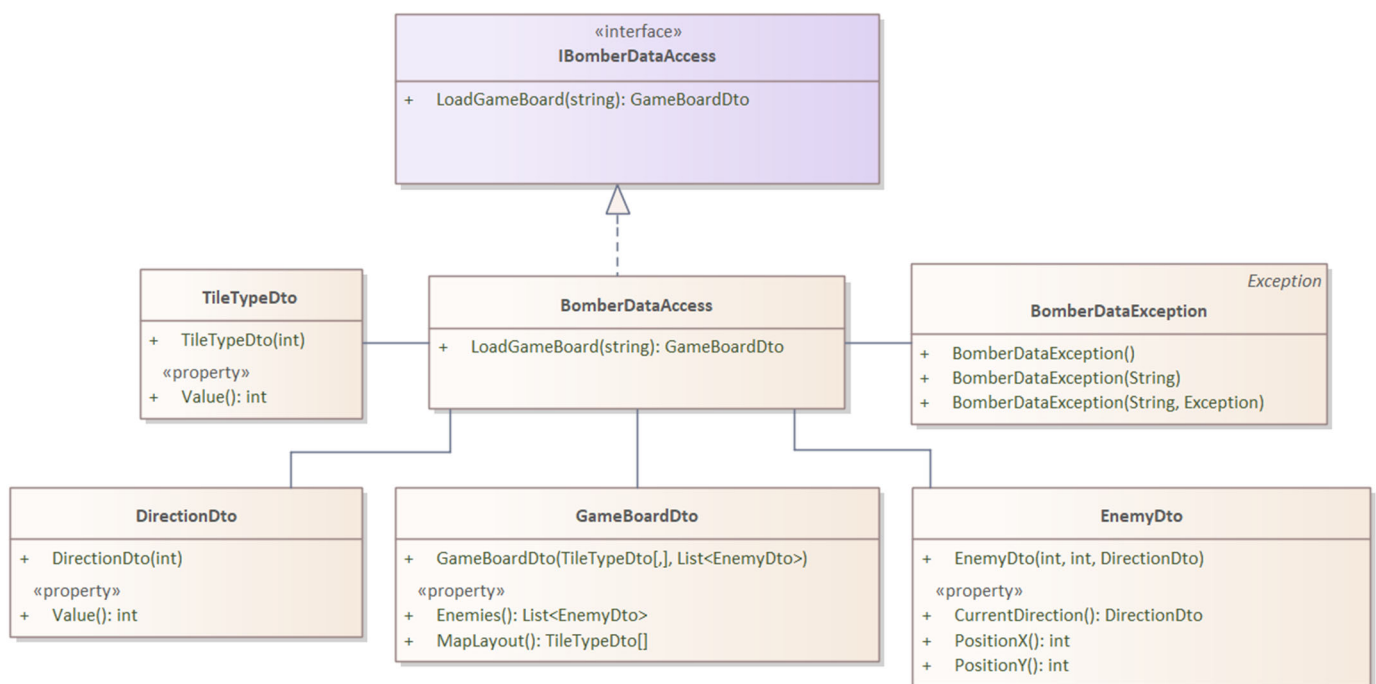 «interface»
IBomberDataAccess
+ LoadGameBoard(string): GameBoardDto
TileTypeDto
+ TileTypeDto(int)
«property»
+ Value(): int
BomberDataAccess
+ LoadGameBoard(string): GameBoardDto
Exception
BomberDataException
+ BomberDataException()
+ BomberDataException(String)
+ BomberDataException(String, Exception)
DirectionDto
+ DirectionDto(int)
«property»
+ Value(): int
GameBoardDto
+ GameBoardDto(TileTypeDto[,], List<EnemyDto>)
«property»
+ Enemies(): List<EnemyDto>
+ MapLayout(): TileTypeDto[]
EnemyDto
+ EnemyDto(int, int, DirectionDto)
«property»
+ CurrentDirection(): DirectionDto
+ PositionX(): int
+ PositionY(): int